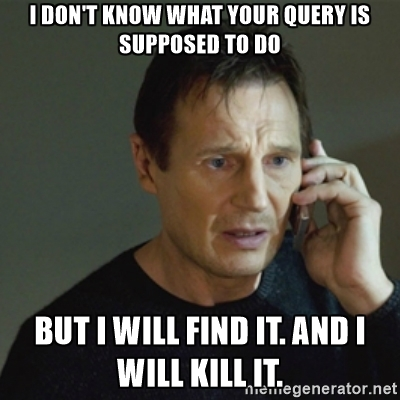 I DON'T KNOW WHAT YOUR QUERY IS
SUPPOSED TO DO
BUT I WILL FIND IT. AND I
WILL KILL IT.
memegenerator.net